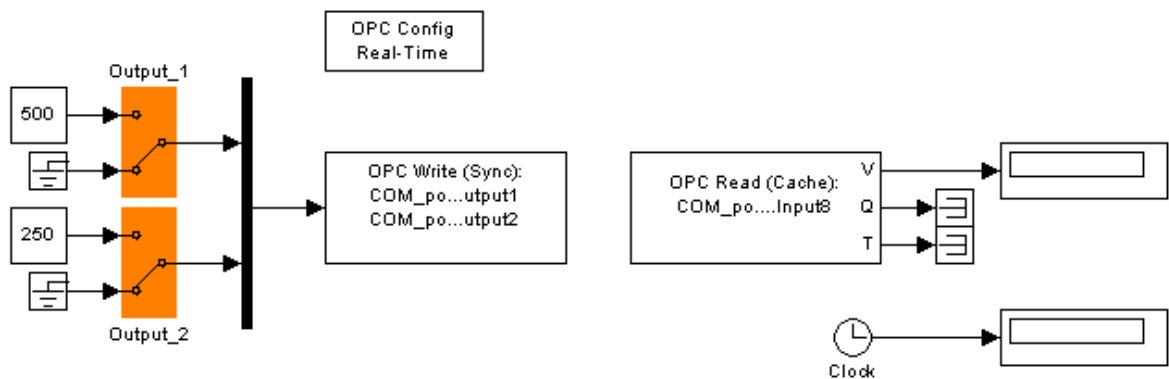 OPC Config
Real-Time
Output_1
500
OPC Write (Sync):
COM_po...utput1
COM_po...utput2
250
Output_2
OPC Read (Cache):
COM_po....Input8
V
Q
T
Clock